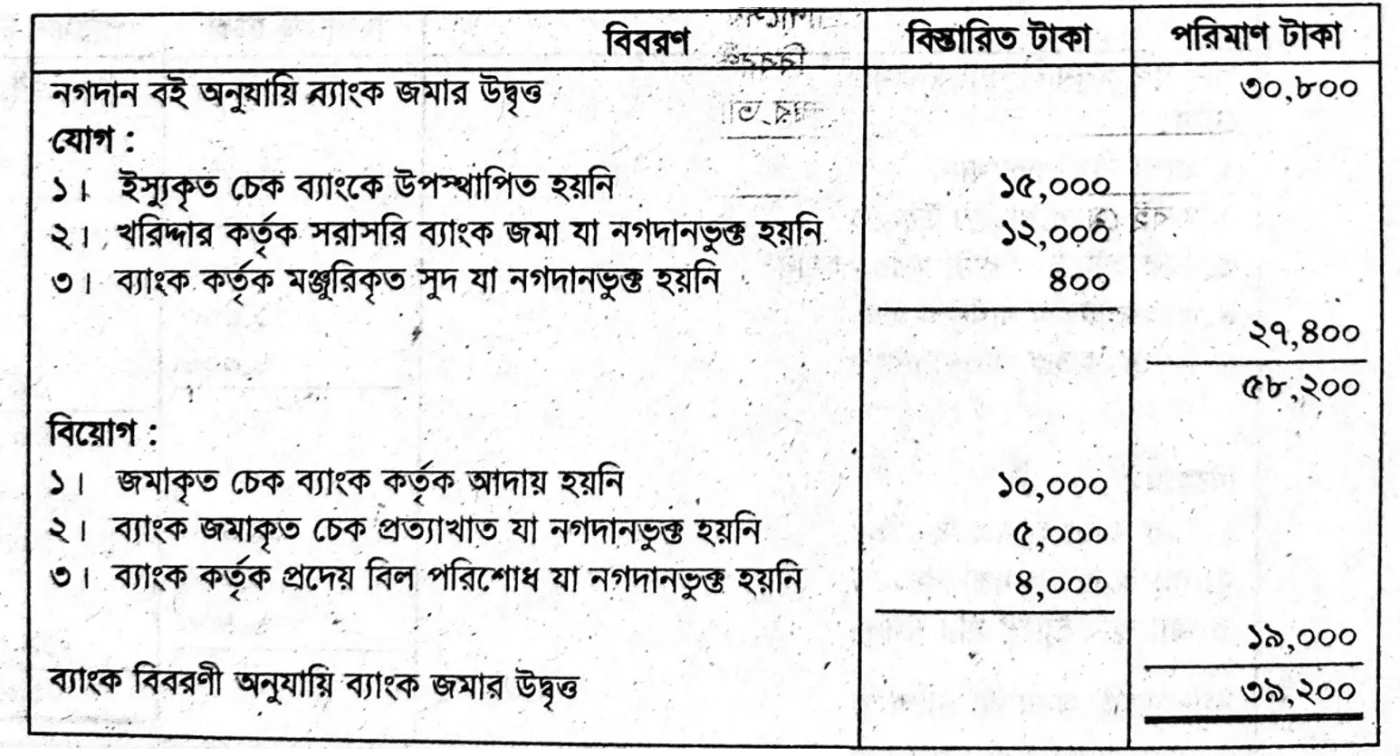 বিবরণ বিস্তারিত টাকা পরিমাণ টাকা
নগদান বই অনুযায়ি ব্যাংক জমার উদ্বৃত্ত ৩০,৮০০
যোগ :
১। ইস্যুকৃত চেক ব্যাংকে উপস্থাপিত হয়নি ১৫,০০০
২। খরিদ্দার কর্তৃক সরাসরি ব্যাংক জমা যা নগদানভুক্ত হয়নি ১২,০০০
৩। ব্যাংক কর্তৃক মঞ্জুরিকৃত সুদ যা নগদানভুক্ত হয়নি ৪০০
২৭,৪০০
৫৮,২০০
বিয়োগ :
১। জমাকৃত চেক ব্যাংক কর্তৃক আদায় হয়নি ১০,০০০
২। ব্যাংক জমাকৃত চেক প্রত্যাখাত যা নগদানভুক্ত হয়নি ৫,০০০
৩। ব্যাংক কর্তৃক প্রদেয় বিল পরিশোধ যা নগদানভুক্ত হয়নি ৪,০০০
১৯,০০০
ব্যাংক বিবরণী অনুযায়ি ব্যাংক জমার উদ্বৃত্ত ৩৯,২০০